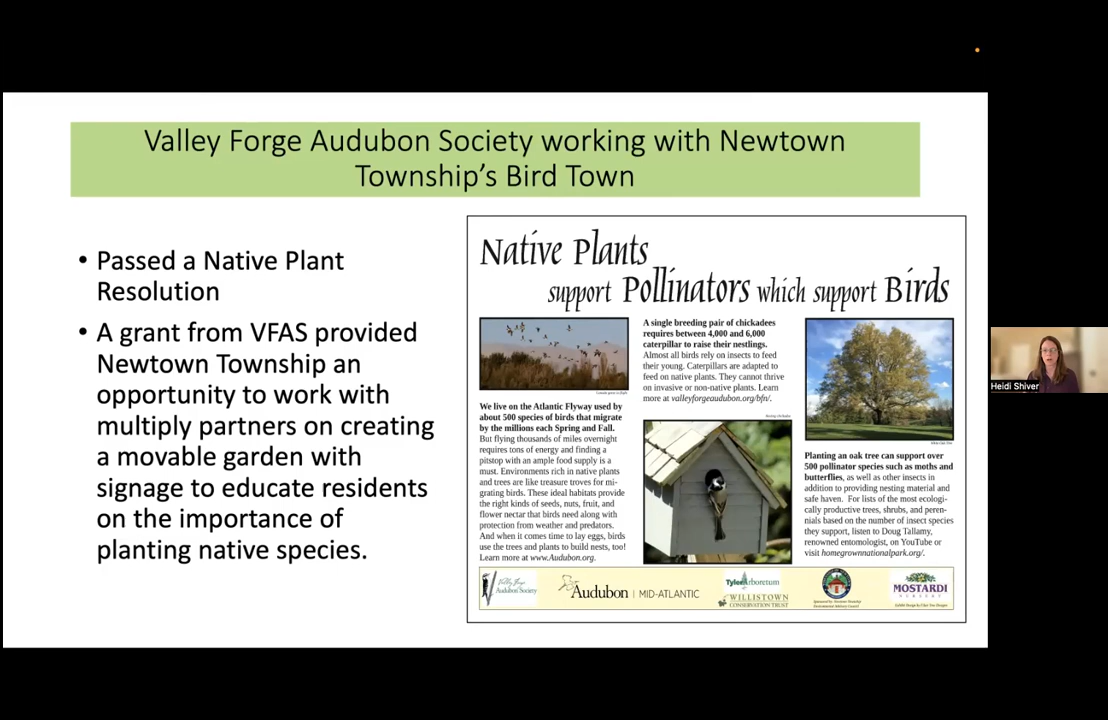 Valley Forge Audubon Society working with Newtown
Township's Bird Town
• Passed a Native Plant
Resolution
• A grant from VFAS provided
Newtown Township an
opportunity to work with
multiply partners on creating
a movable garden with
signage to educate residents
on the importance of
planting native species.
Native Plants
support Pollinators which support Birds
We live on the Atlantic Flyway used by
about 500 species of birds that migrate
by the millions each Spring and Fall.
But flying thousands of miles overnight
requires tons of energy and finding a
pitstop with an ample food supply is a
must. Environments rich in native plants
and trees are like treasure troves for mi-
grating birds. These ideal habitats provide
the right kinds of seeds, nuts, fruit, and
flower nectar that birds need along with
protection from weather and predators.
And when it comes time to lay eggs, birds
use the trees and plants to build nests, too!
Learn more at www.Audubon.org.
A single breeding pair of chickadees
requires between 4,000 and 6,000
caterpillar to raise their nestlings.
Almost all birds rely on insects to feed
their young. Caterpillars are adapted to
feed on native plants. They cannot thrive
on invasive or non-native plants. Learn
more at valleyforgeaudubon.org/bfn/.
Planting an oak tree can support over
500 pollinator species such as moths and
butterflies, as well as other insects in
addition to providing nesting material and
safe haven. For lists of the most ecologi-
cally productive trees, shrubs, and peren-
nials based on the number of insect species
they support, listen to Doug Tallamy,
renowned entomologist, on YouTube or
visit homegrownnationalpark.org/.
Valley Forge
Audubon Society
Audubon | MID-ATLANTIC
Tyler Arboretum
WILLISTOWN
CONSERVATION TRUST
MOSTARDI
NURSERY
Heidi Shiver